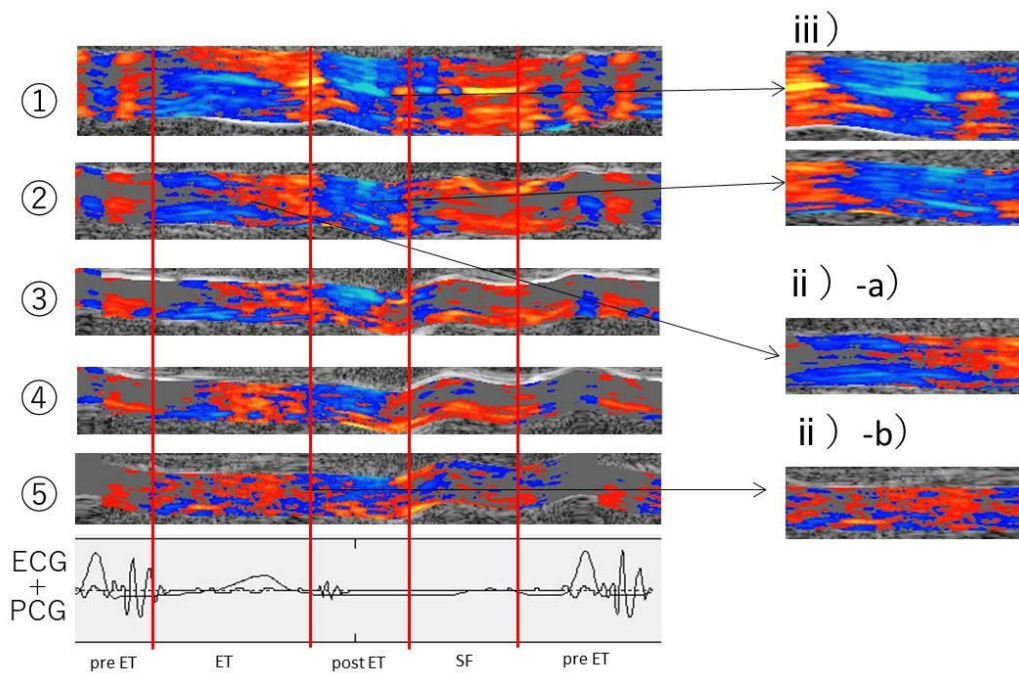 iii)
①
②
③
ii) -a)
④
ii) -b)
⑤
ECG
+
PCG
pre ET ET post ET SF pre ET